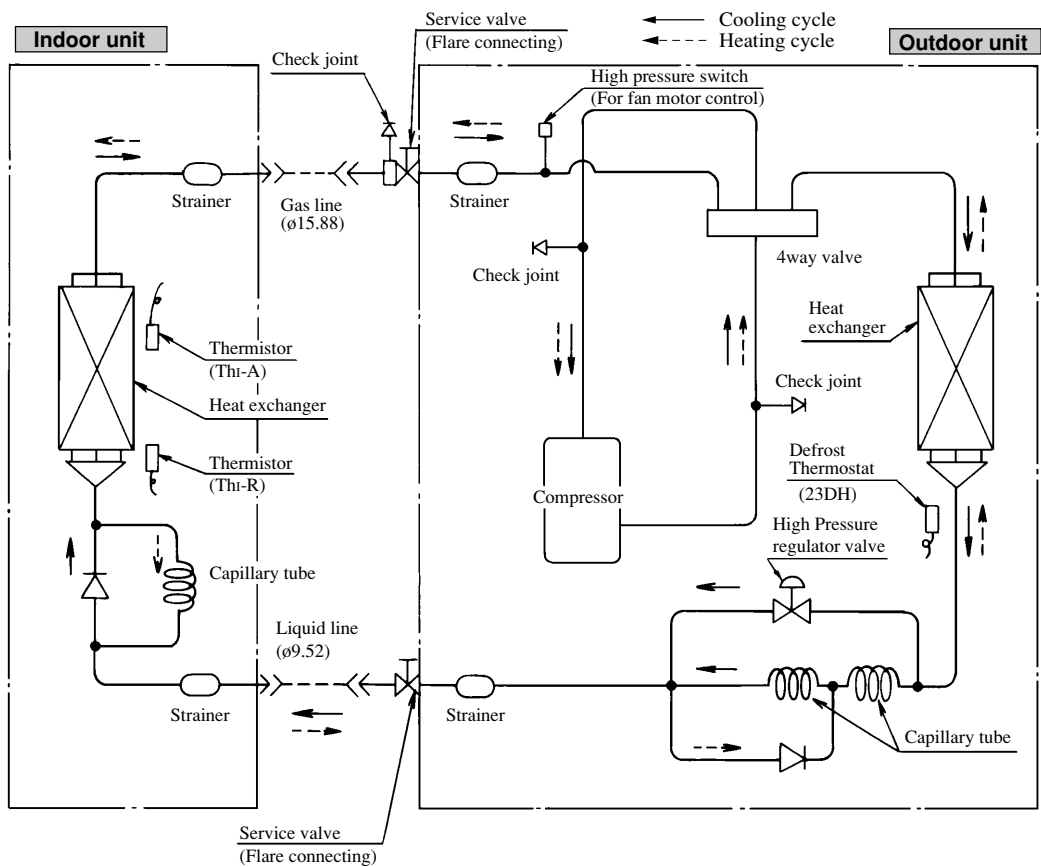 Indoor unit
Service valve
(Flare connecting)
Check joint
Cooling cycle
Heating cycle
Outdoor unit
High pressure switch
(For fan motor control)
Strainer
Gas line
(ø15.88)
Strainer
Check joint
4way valve
Heat
exchanger
Thermistor
(ThI-A)
Heat exchanger
Check joint
Thermistor
(ThI-R)
Compressor
Defrost
Thermostat
(23DH)
High Pressure
regulator valve
Capillary tube
Liquid line
(ø9.52)
Strainer
Strainer
Capillary tube
Service valve
(Flare connecting)